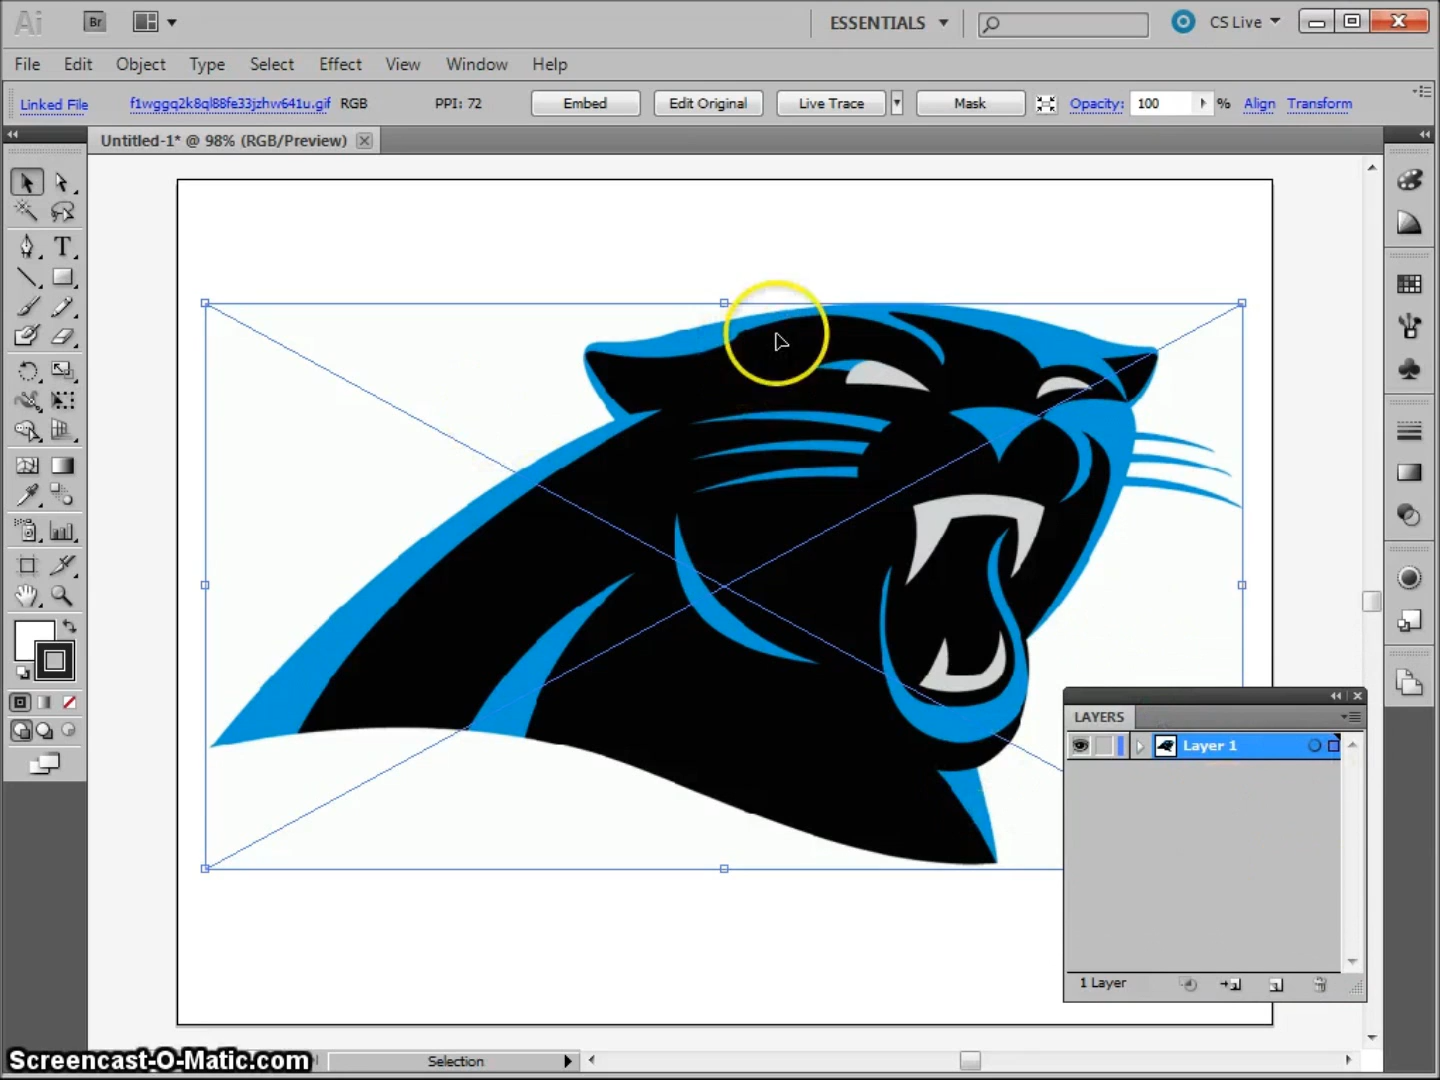 Ai Br ESSENTIALS CS Live
File Edit Object Type Select Effect View Window Help
Linked File f1wggq2k8ql88fe33jzhw641u.gif RGB PPI: 72 Embed Edit Original Live Trace Mask Opacity: 100 % Align Transform
Untitled-1* @ 98% (RGB/Preview)
LAYERS
Layer 1
1 Layer
Selection
Screencast-O-Matic.com